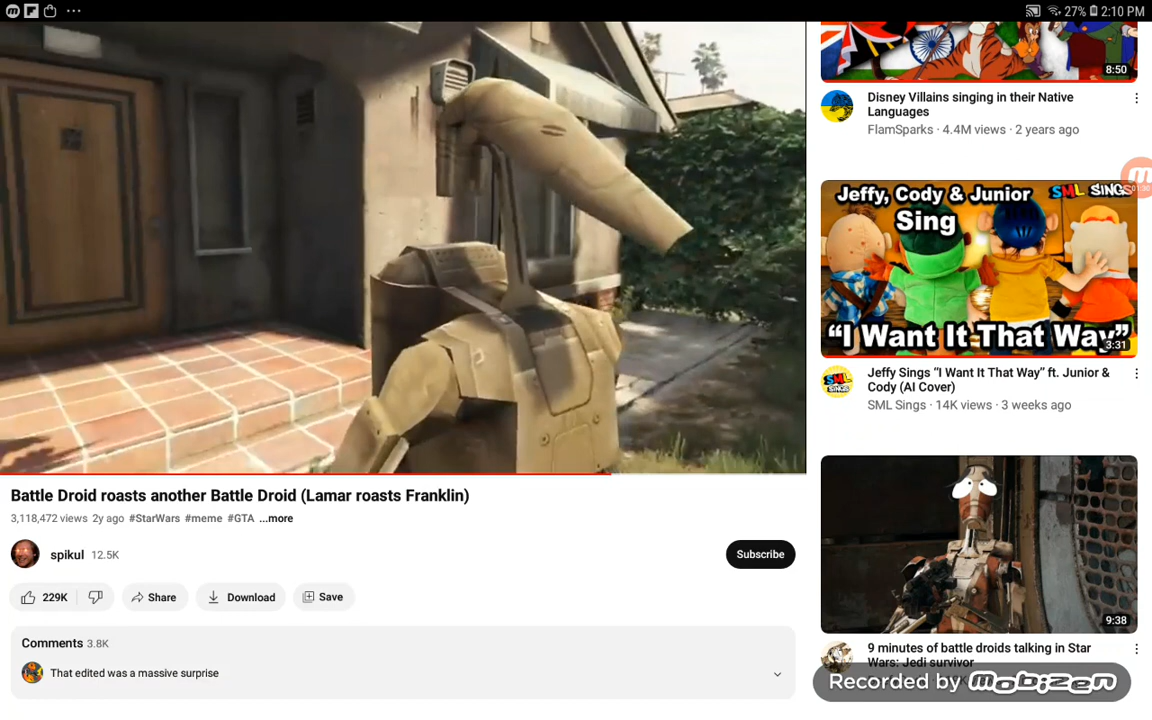 27% 2:10 PM
8:50
Disney Villains singing in their Native
Languages
FlamSparks · 4.4M views · 2 years ago
01:30
Jeffy, Cody & Junior
SML SINGS
Sing
"I Want It That Way"
3:31
SML
SINGS
Jeffy Sings “I Want It That Way” ft. Junior &
Cody (AI Cover)
SML Sings · 14K views · 3 weeks ago
9:38
9 minutes of battle droids talking in Star
Wars: Jedi survivor
Recorded by mobizen
Battle Droid roasts another Battle Droid (Lamar roasts Franklin)
3,118,472 views 2y ago #StarWars #meme #GTA ...more
spikul 12.5K
Subscribe
229K
Share
Download
Save
Comments 3.8K
That edited was a massive surprise